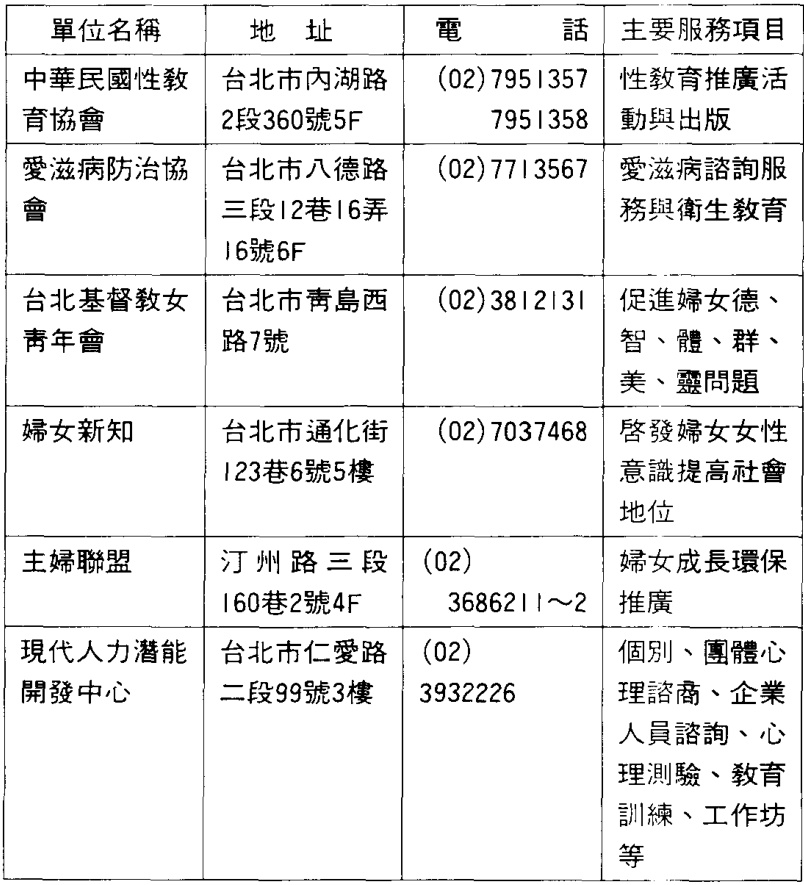 單位名稱 地 址 電 話 主要服務項目
中華民國性教 台北市內湖路 (02)7951357 性教育推廣活
育協會 2段360號5F 7951358 動與出版
愛滋病防治協 台北市八德路 (02)7713567 愛滋病諮詢服
會 三段12巷16弄 務與衛生教育
16號6F
台北基督教女 台北市靑島西 (02)3812131 促進婦女德、
靑年會 路7號 智、體、群、
美、靈問題
婦女新知 台北市通化街 (02)7037468 啓發婦女女性
123巷6號5樓 意識提高社會
地位
主婦聯盟 汀州路三段 (02) 婦女成長環保
160巷2號4F 3686211～2 推廣
現代人力潛能 台北市仁愛路 (02) 個別、團體心
開發中心 二段99號3樓 3932226 理諮商、企業
人員諮詢、心
理測驗、教育
訓練、工作坊
等